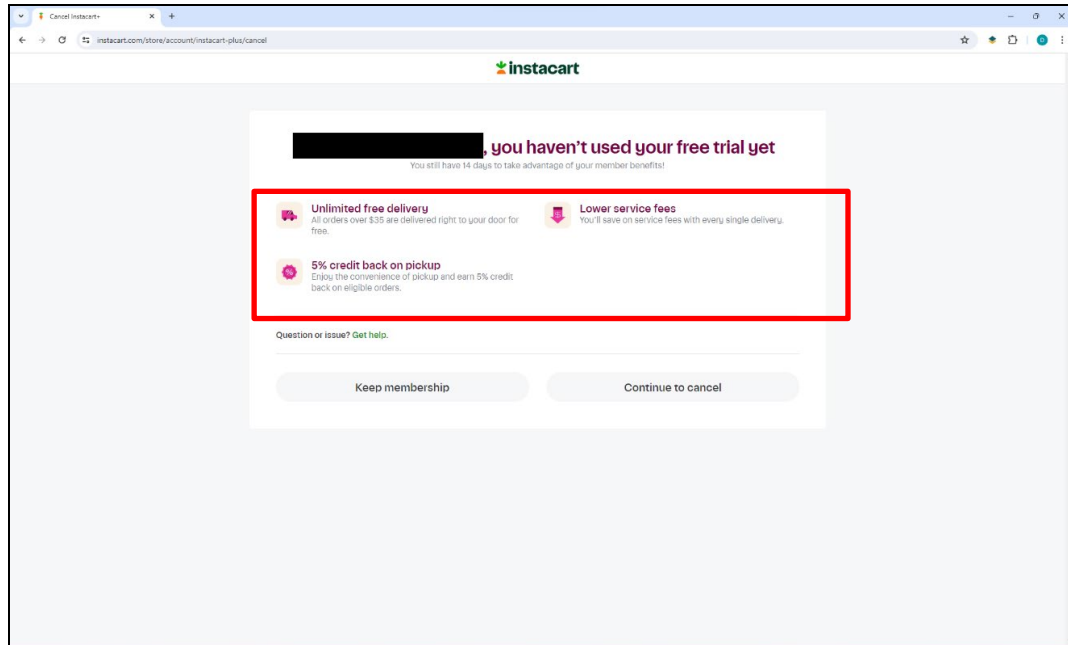 Cancel Instacart+
instacart.com/store/account/instacart-plus/cancel
instacart
, you haven't used your free trial yet
You still have 14 days to take advantage of your member benefits!
Unlimited free delivery
All orders over $35 are delivered right to your door for
free.
Lower service fees
You'll save on service fees with every single delivery.
5% credit back on pickup
Enjoy the convenience of pickup and earn 5% credit
back on eligible orders.
Question or issue? Get help.
Keep membership
Continue to cancel